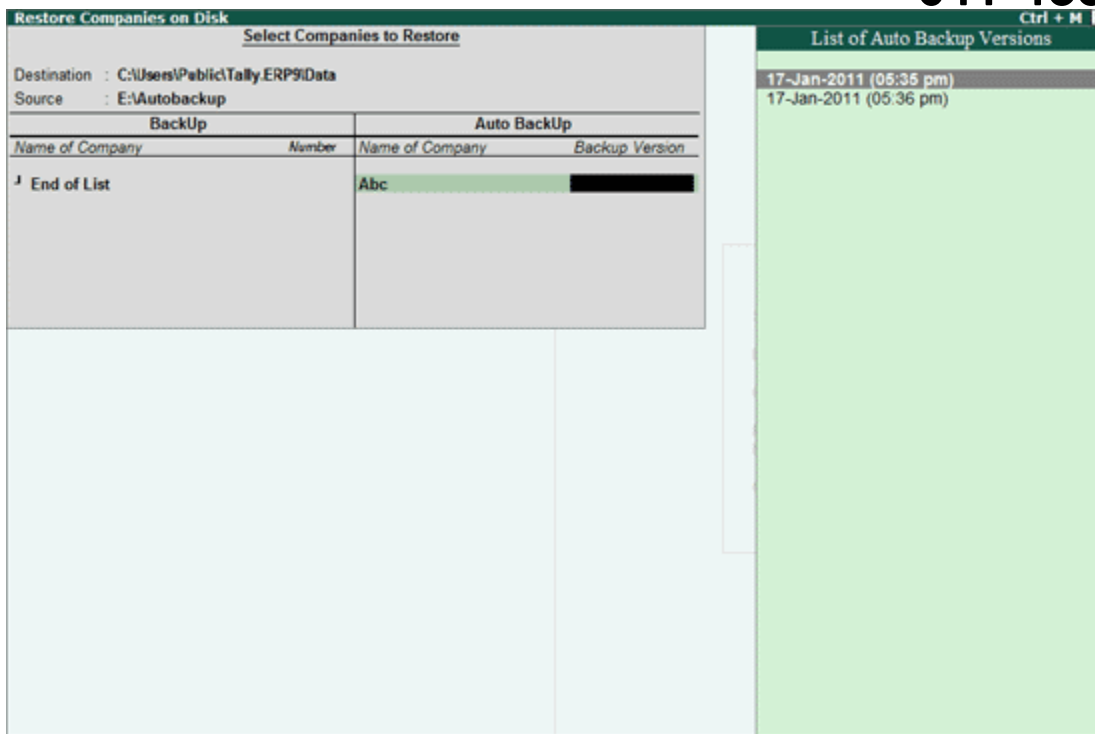 Restore Companies on Disk
Ctrl + M
Select Companies to Restore
Destination : C:\Users\Public\Tally.ERP9\Data
Source : E:\Autobackup
BackUp
Auto BackUp
Name of Company Number
Name of Company Backup Version
┘ End of List
Abc
List of Auto Backup Versions
17-Jan-2011 (05:35 pm)
17-Jan-2011 (05:36 pm)